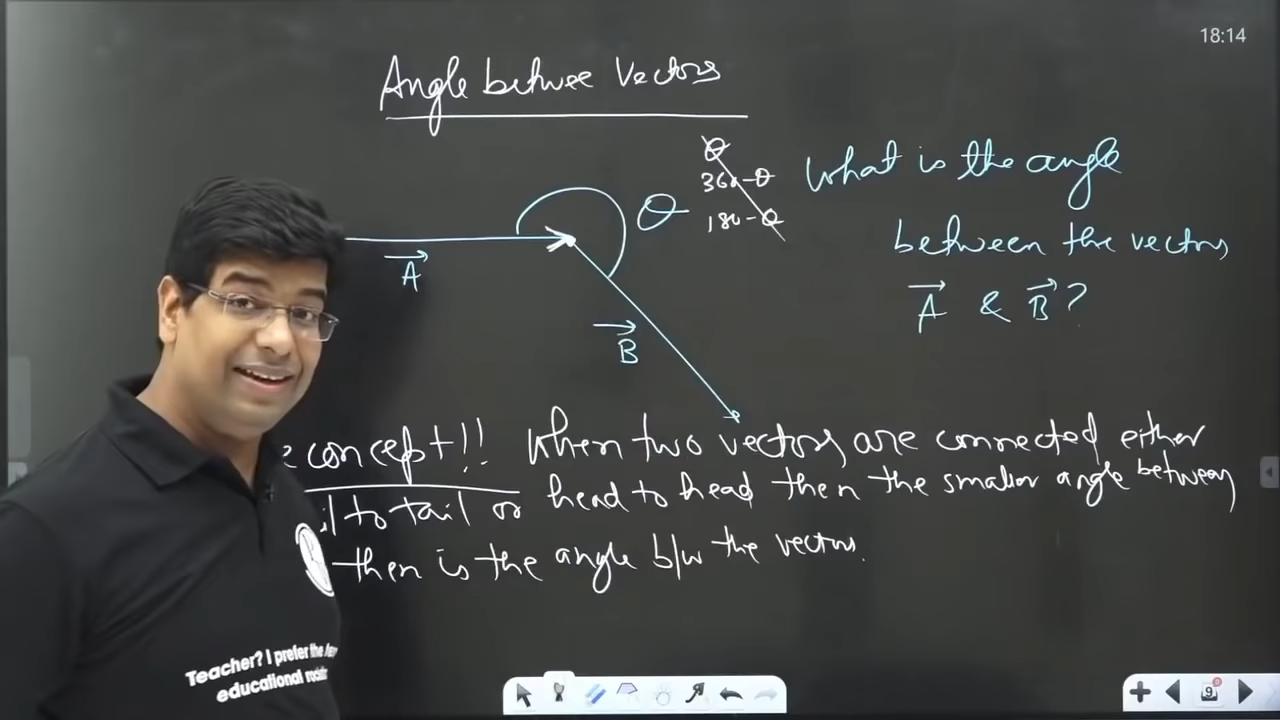 18:14
Angle betwee Vectors
θ
360-θ
180-θ
θ
What is the angle
between the vectors
A & B?
A
B
concept!! When two vectors are connected either
to tail or head to head then the smaller angle between
then is the angle b/w the vectors.
Teacher? I prefer the
educational
9